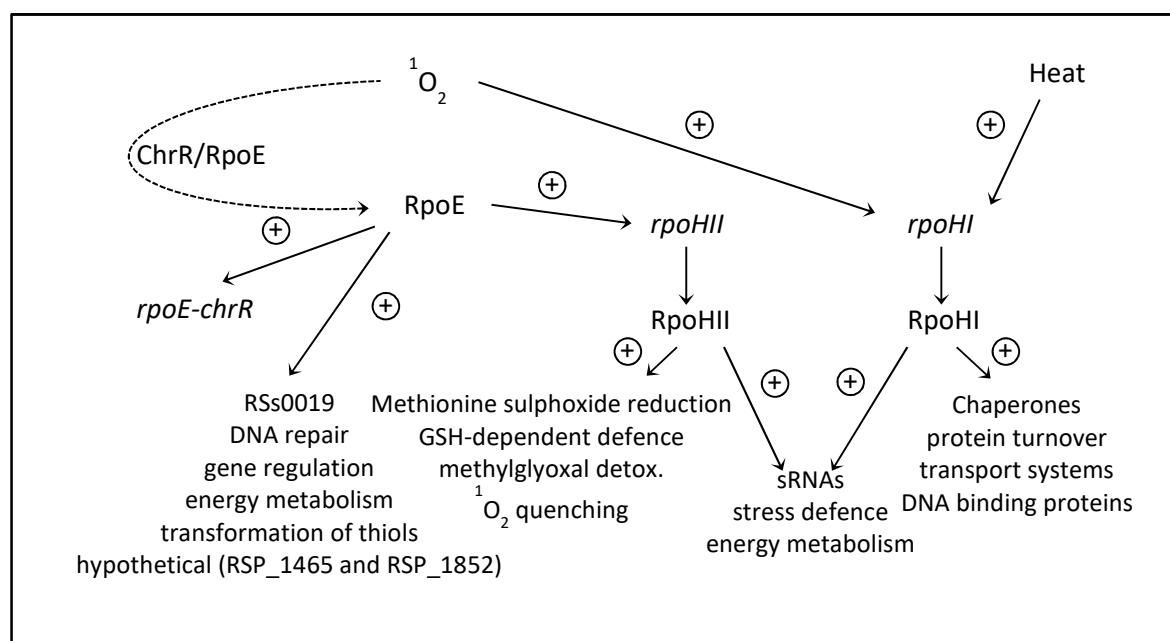 ¹O₂
Heat
ChrR/RpoE
+
+
RpoE
+
rpoHII
rpoHI
+
rpoE-chrR
+
RpoHII
RpoHI
+
+
+
+
RSs0019
DNA repair
gene regulation
energy metabolism
transformation of thiols
hypothetical (RSP_1465 and RSP_1852)
Methionine sulphoxide reduction
GSH-dependent defence
methylglyoxal detox.
¹O₂ quenching
sRNAs
stress defence
energy metabolism
Chaperones
protein turnover
transport systems
DNA binding proteins